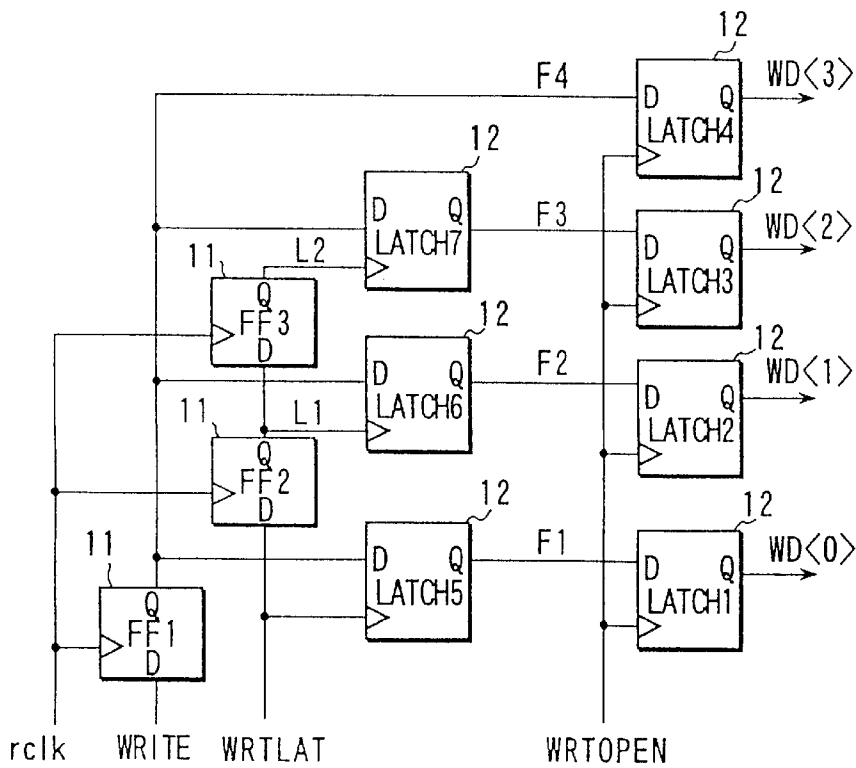 12
F4
D Q
LATCH4
WD<3>
12
D Q
LATCH7
F3
12
D Q
LATCH3
WD<2>
L2
11
Q
FF3
D
12
D Q
LATCH6
F2
12
D Q
LATCH2
WD<1>
L1
11
Q
FF2
D
12
D Q
LATCH5
F1
12
D Q
LATCH1
WD<0>
11
Q
FF1
D
rclk WRITE WRTLAT WRTOPEN